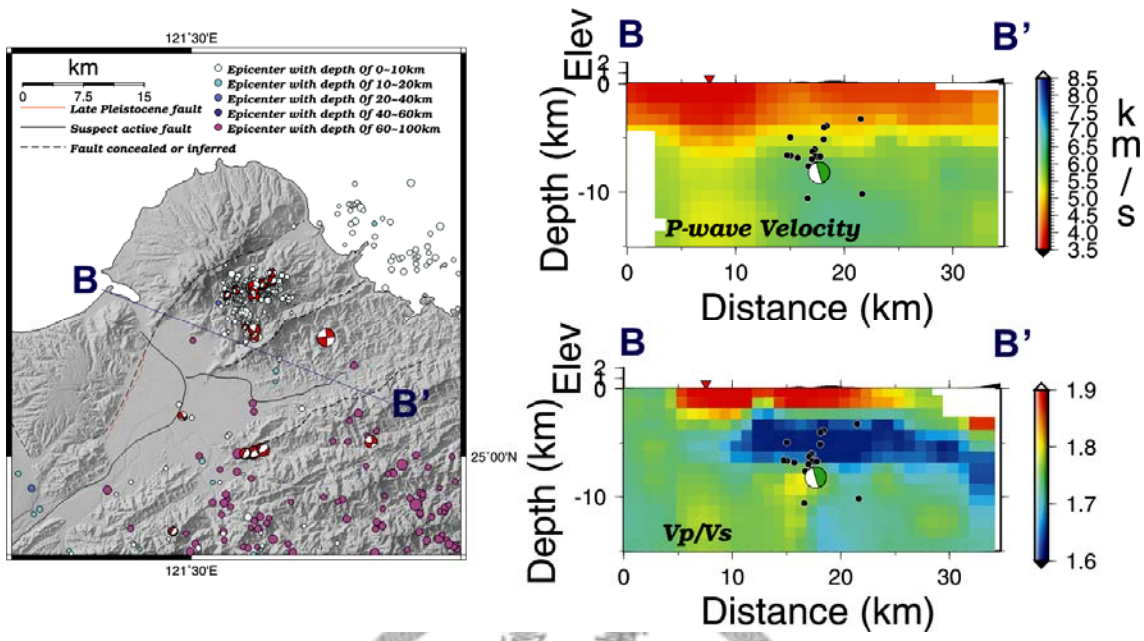 121˚30'E
km
0 7.5 15
Late Pleistocene fault
Suspect active fault
Fault concealed or inferred
Epicenter with depth 0f 0~10km
Epicenter with depth 0f 10~20km
Epicenter with depth 0f 20~40km
Epicenter with depth 0f 40~60km
Epicenter with depth 0f 60~100km
B
B'
25˚00'N
121˚30'E
B
B'
Elev
2
1
0
Depth (km)
-10
P-wave Velocity
0 10 20 30
Distance (km)
8.5
8.0
7.5
7.0
6.5
6.0
5.5
5.0
4.5
4.0
3.5
km/s
B
B'
Elev
2
1
0
Depth (km)
-10
Vp/Vs
0 10 20 30
Distance (km)
1.9
1.8
1.7
1.6